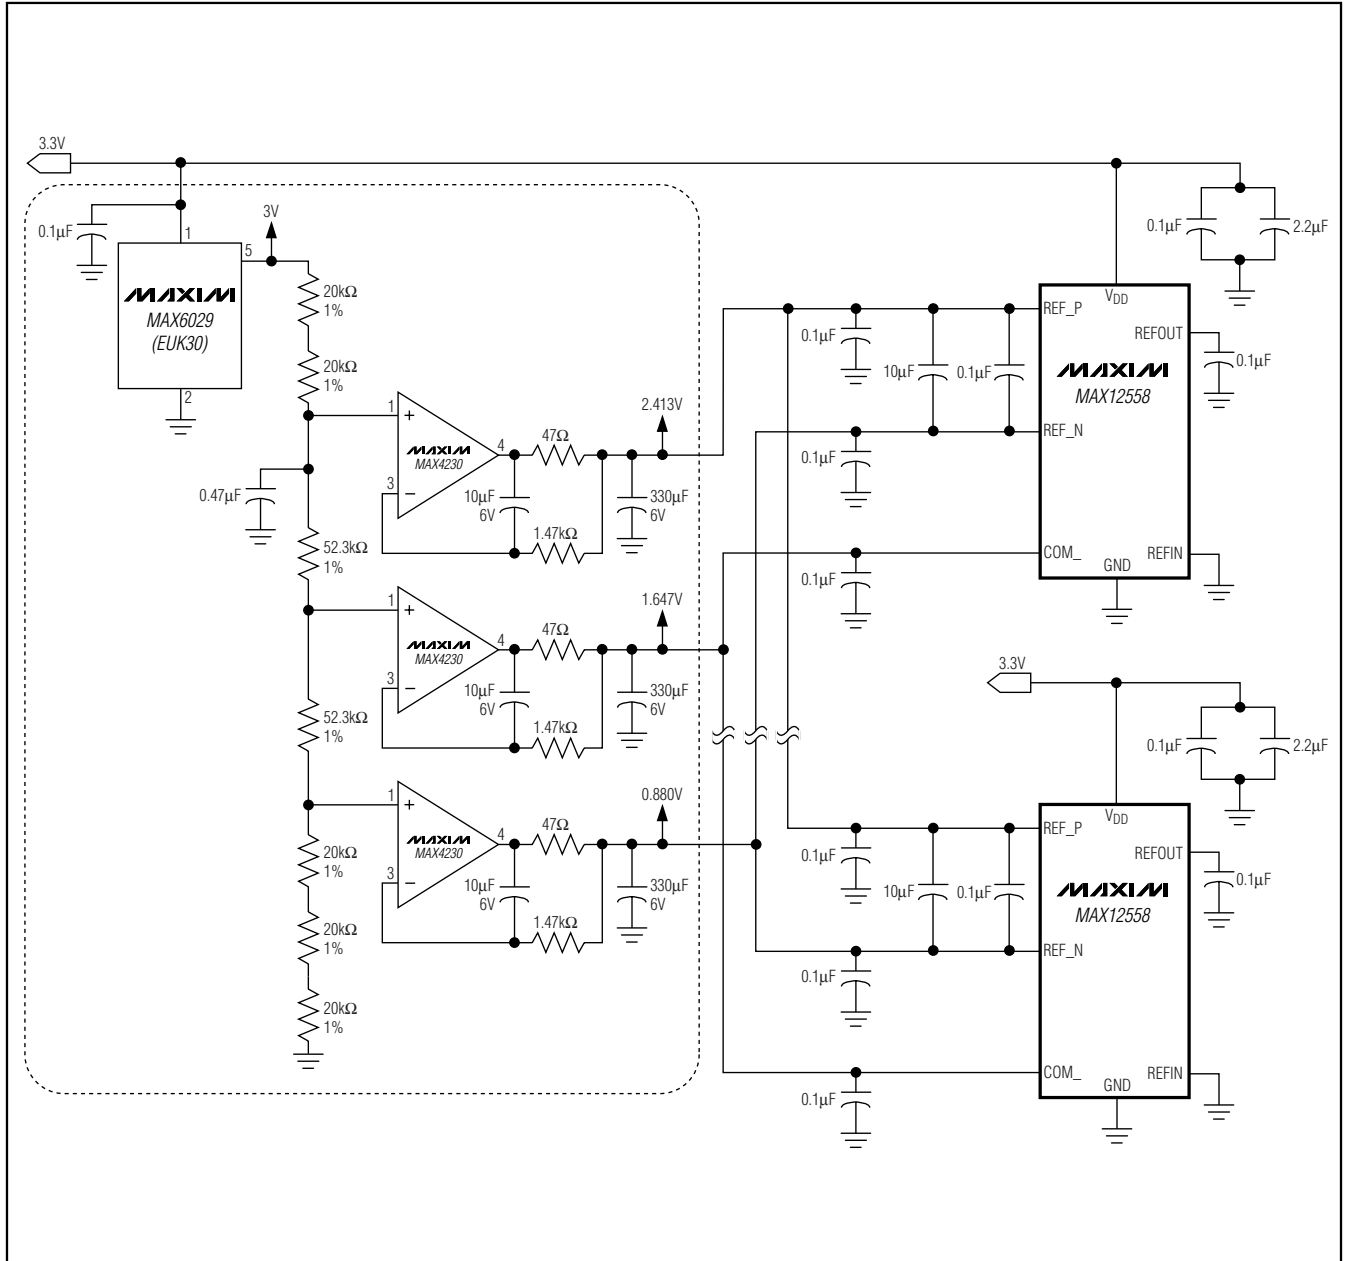 3.3V
0.1µF
1
3V
5
MAXIM
MAX6029
(EUK30)
2
20kΩ
1%
20kΩ
1%
0.47µF
52.3kΩ
1%
52.3kΩ
1%
20kΩ
1%
20kΩ
1%
20kΩ
1%
1
+
MAXIM
MAX4230
3
−
4
47Ω
10µF
6V
1.47kΩ
2.413V
330µF
6V
1
+
MAXIM
MAX4230
3
−
4
47Ω
10µF
6V
1.47kΩ
1.647V
330µF
6V
1
+
MAXIM
MAX4230
3
−
4
47Ω
10µF
6V
1.47kΩ
0.880V
330µF
6V
0.1µF
2.2µF
0.1µF
10µF
0.1µF
0.1µF
0.1µF
VDD
REF_P
REFOUT
MAXIM
MAX12558
REF_N
COM_
REFIN
GND
0.1µF
3.3V
0.1µF
2.2µF
0.1µF
10µF
0.1µF
0.1µF
0.1µF
VDD
REF_P
REFOUT
MAXIM
MAX12558
REF_N
COM_
REFIN
GND
0.1µF